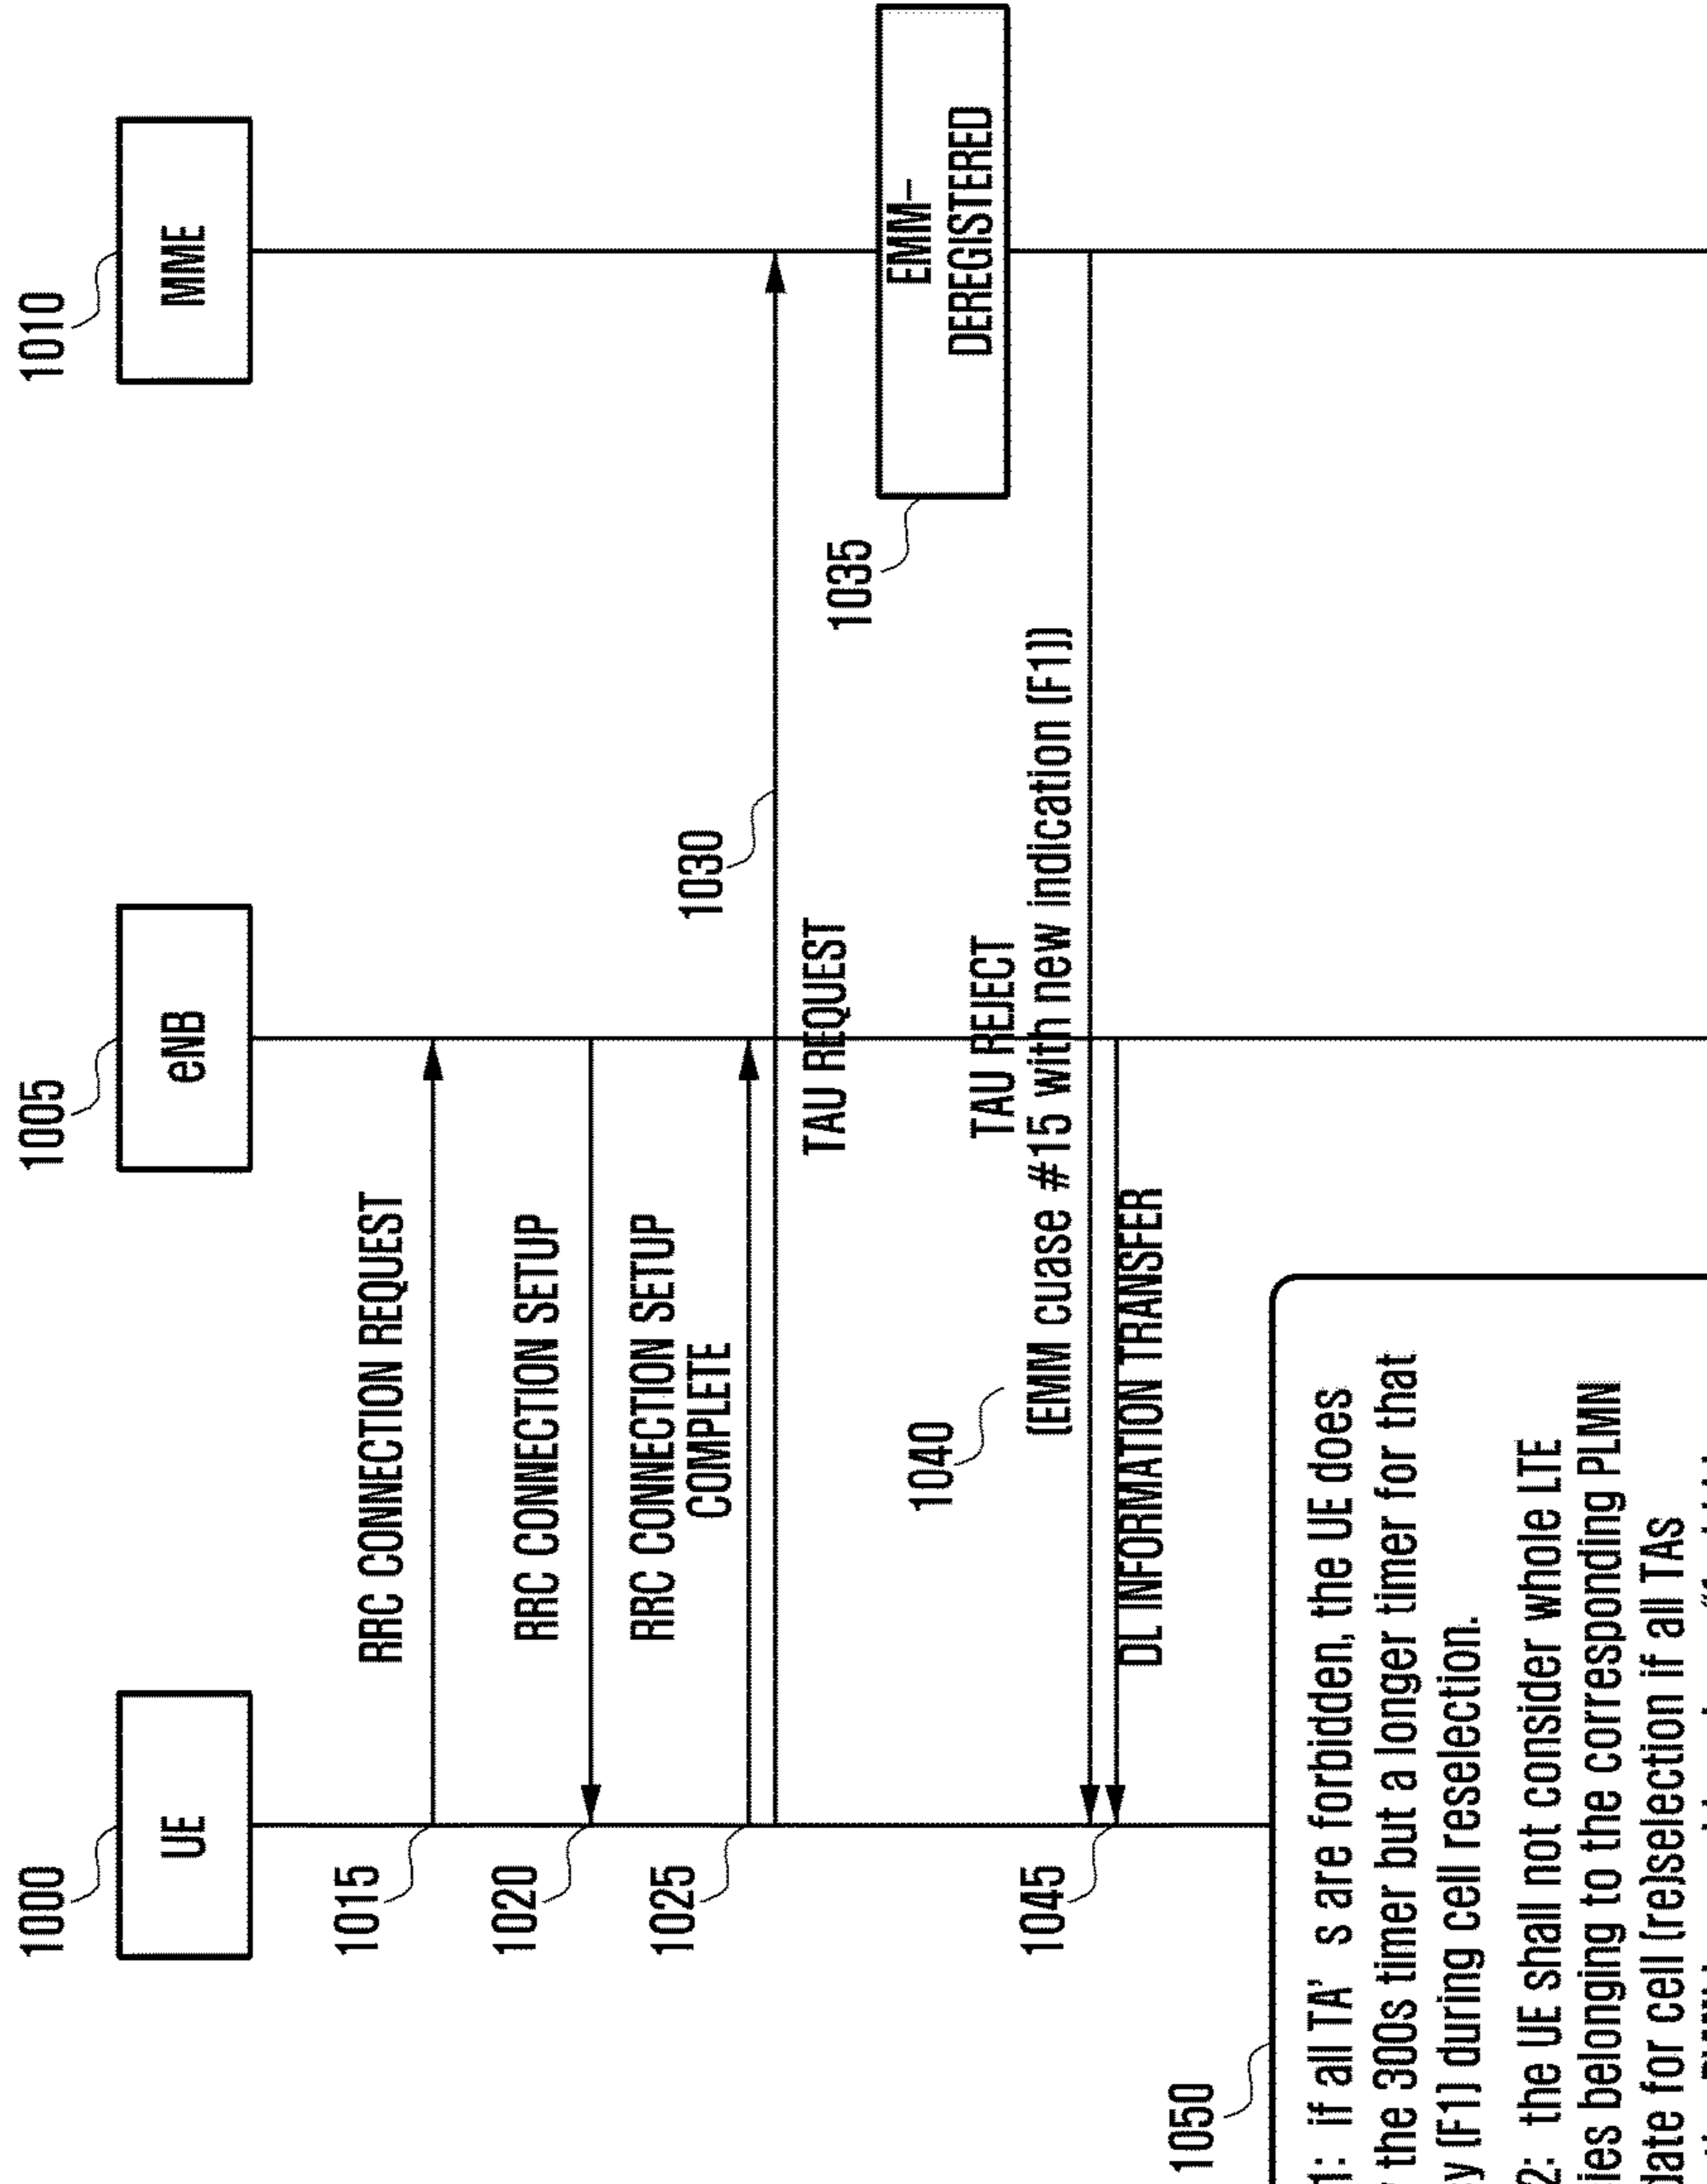 1000
1005
1010
UE
eNB
MME
1015
RRC CONNECTION REQUEST
1020
RRC CONNECTION SETUP
1025
RRC CONNECTION SETUP
COMPLETE
1030
TAU REQUEST
1035
EMM-
DEREGISTERED
1040
TAU REJECT
(EMM cuase #15 with new indication (F1))
1045
DL INFORMATION TRANSFER
1050
1: if all TA' s are forbidden, the UE does
the 300s timer but a longer timer for that
y (F1) during cell reselection.
2: the UE shall not consider whole LTE
ies belonging to the corresponding PLMN
date for cell (re)selection if all TAs